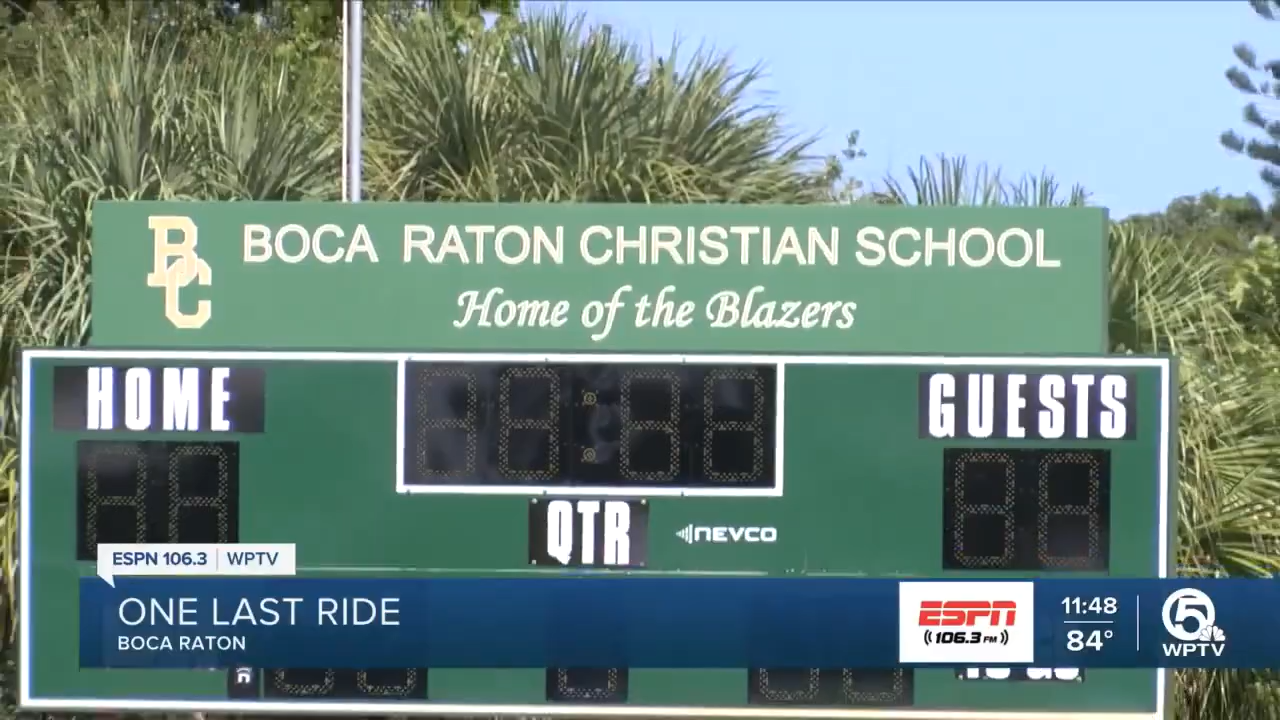 BC
BOCA RATON CHRISTIAN SCHOOL
Home of the Blazers
HOME
GUESTS
QTR
NEVCO
ESPN 106.3 | WPTV
ONE LAST RIDE
BOCA RATON
ESPN
106.3 FM
11:48
84°
5
WPTV